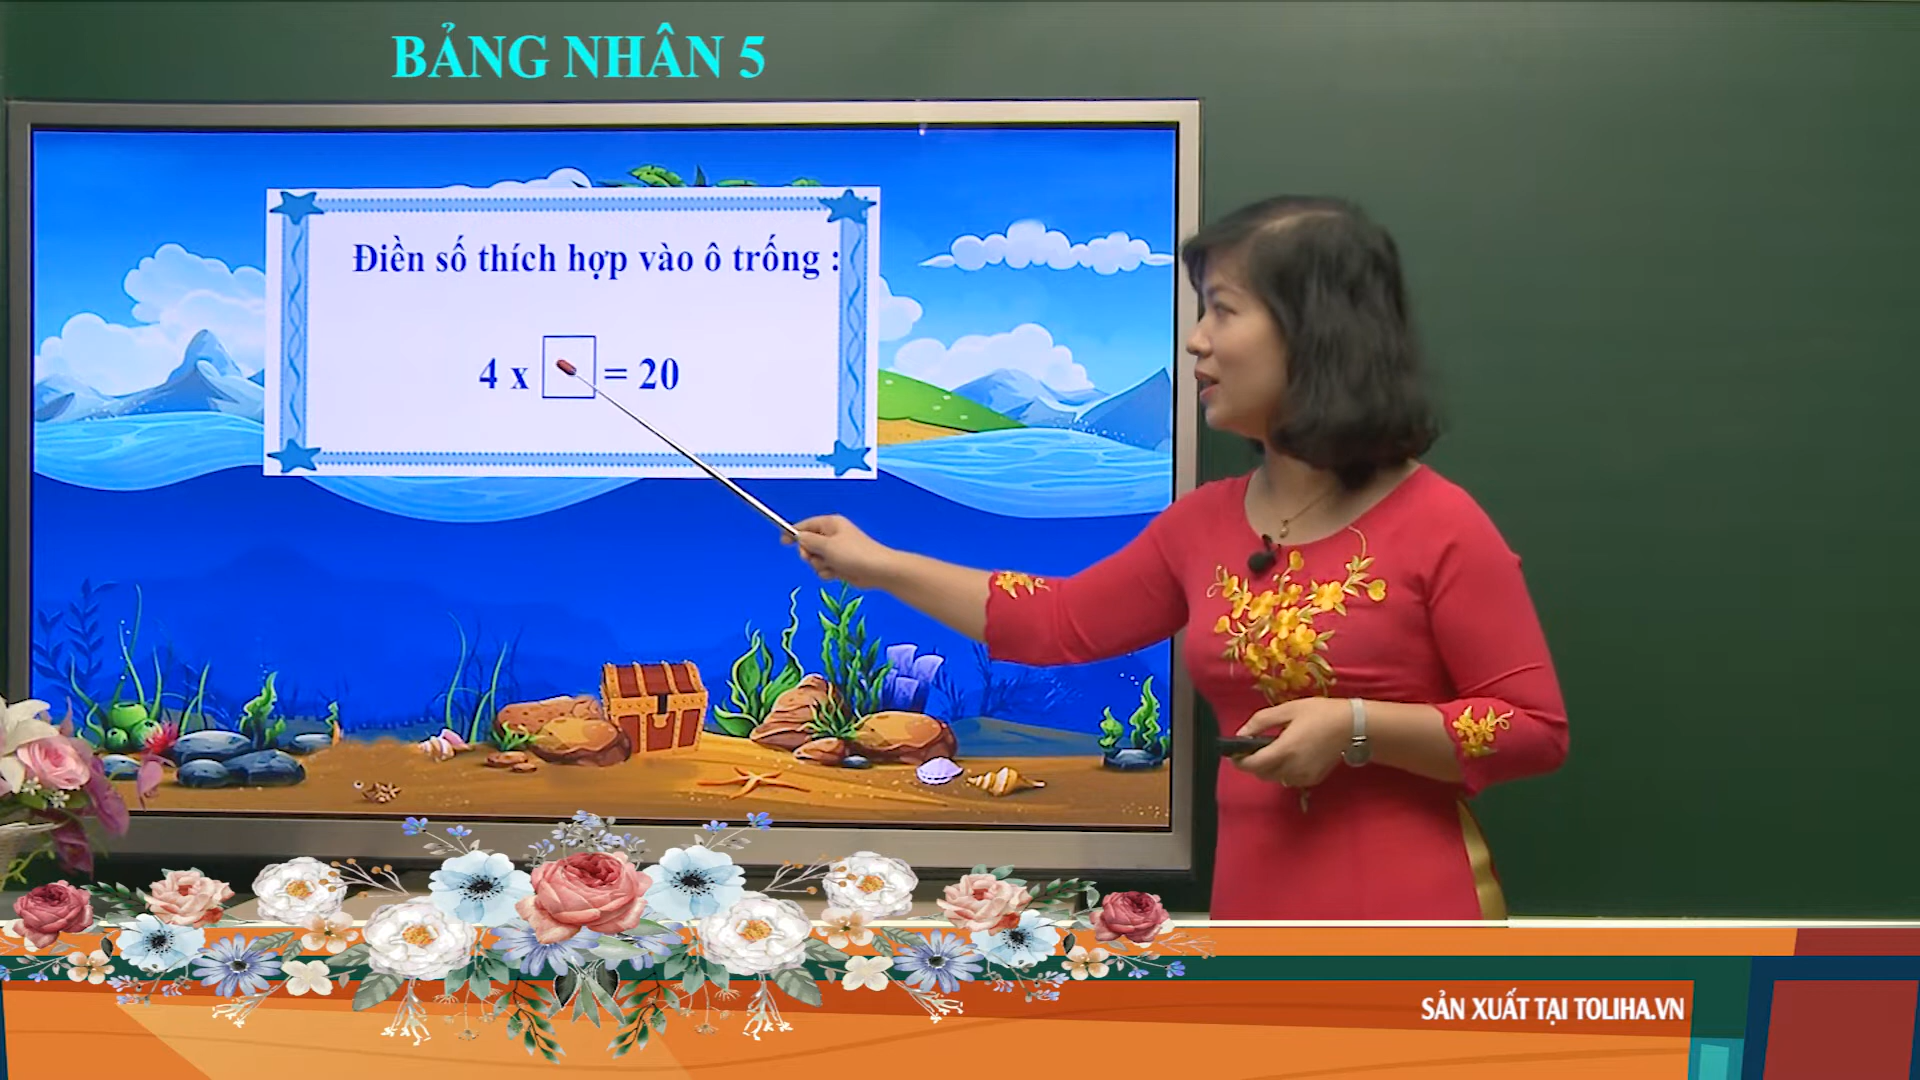 BẢNG NHÂN 5
Điền số thích hợp vào ô trống :
4 x = 20
SẢN XUẤT TẠI TOLIHA.VN